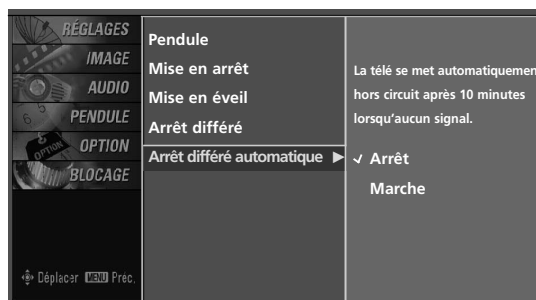 RÉGLAGES
IMAGE
AUDIO
PENDULE
OPTION
BLOCAGE
Déplacer MENU Préc.
Pendule
Mise en arrêt
Mise en éveil
Arrêt différé
Arrêt différé automatique ▶
La télé se met automatiquemen
hors circuit après 10 minutes
lorsqu'aucun signal.
✓ Arrêt
Marche